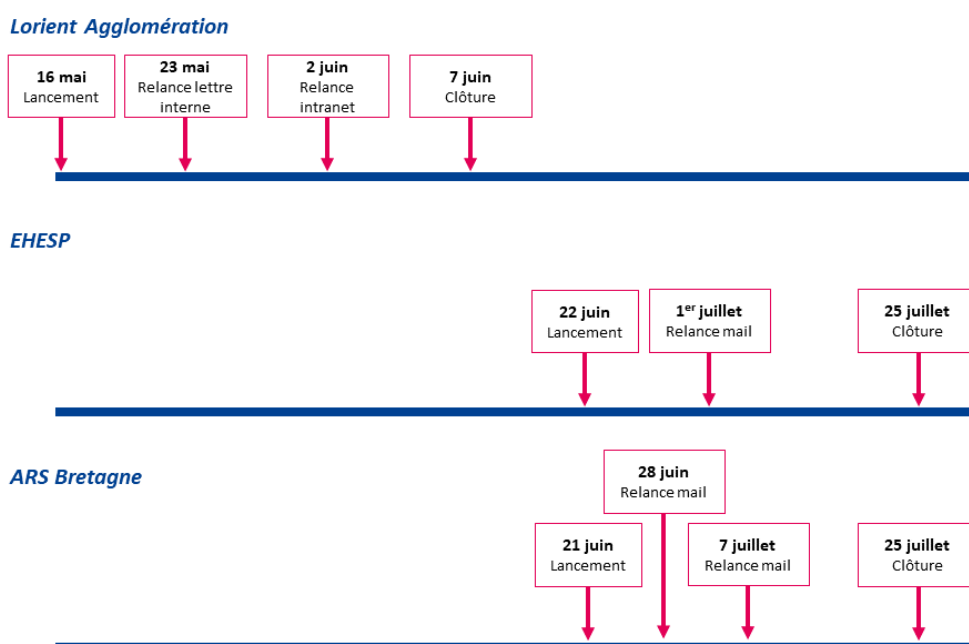 Lorient Agglomération
16 mai
Lancement
23 mai
Relance lettre
interne
2 juin
Relance
intranet
7 juin
Clôture
EHESP
22 juin
Lancement
1er juillet
Relance mail
25 juillet
Clôture
ARS Bretagne
28 juin
Relance mail
21 juin
Lancement
7 juillet
Relance mail
25 juillet
Clôture